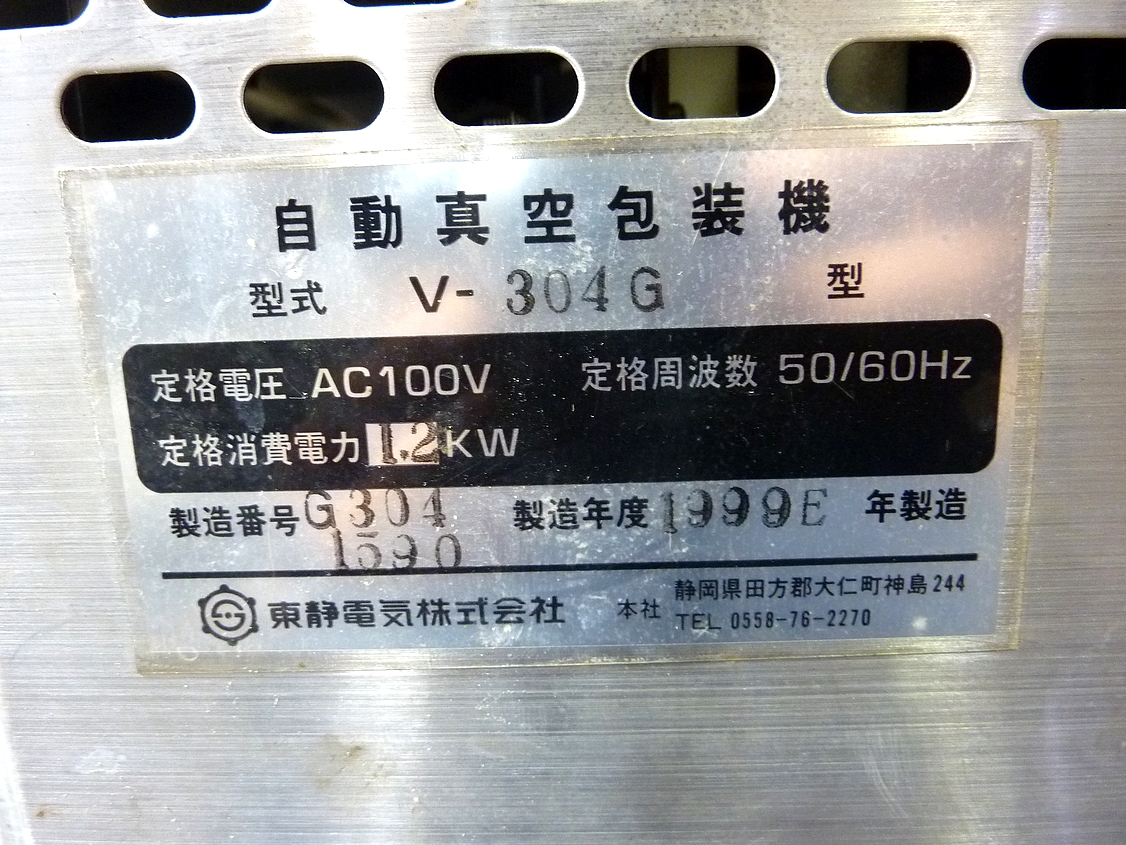 自動真空包装機
型式 V-304G 型
定格電圧 AC100V 定格周波数 50/60Hz
定格消費電力 1.2KW
製造番号 G304 製造年度 1999E 年製造
1590
東静電気株式会社 本社 静岡県田方郡大仁町神島244
TEL 0558-76-2270